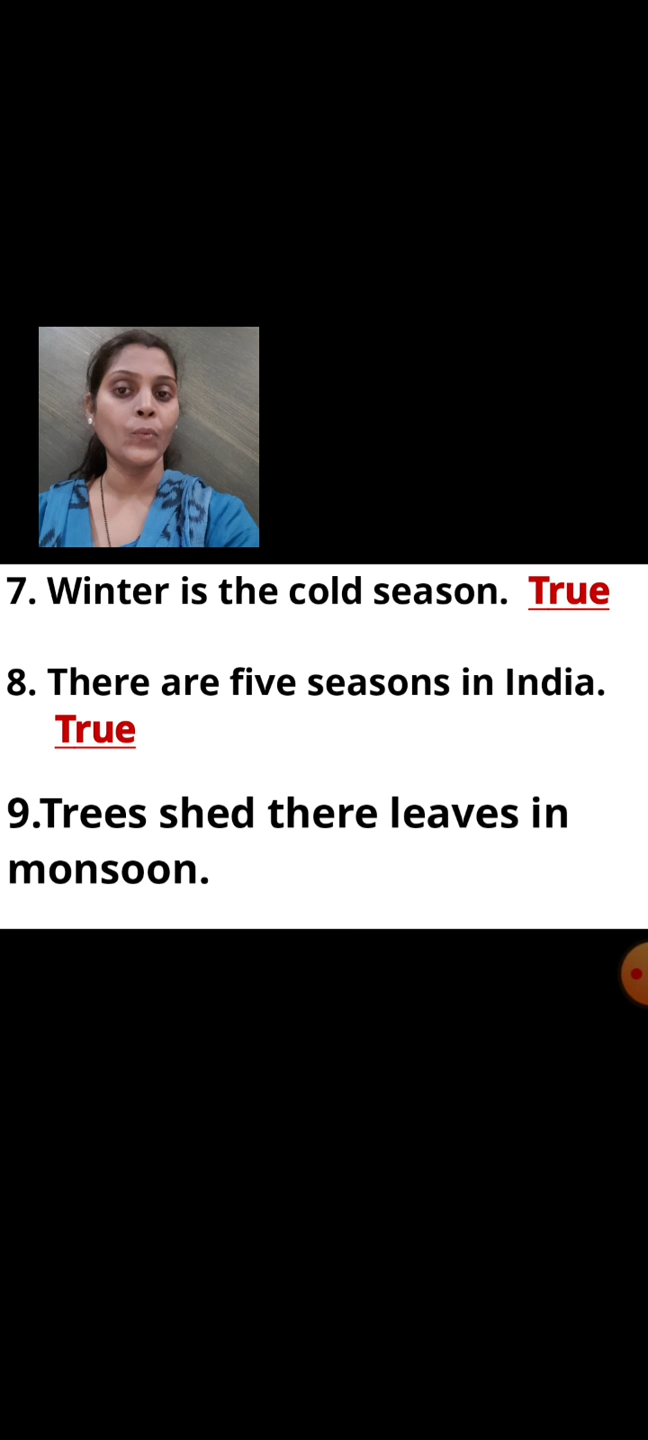 7. Winter is the cold season. True
8. There are five seasons in India.
True
9.Trees shed there leaves in
monsoon.